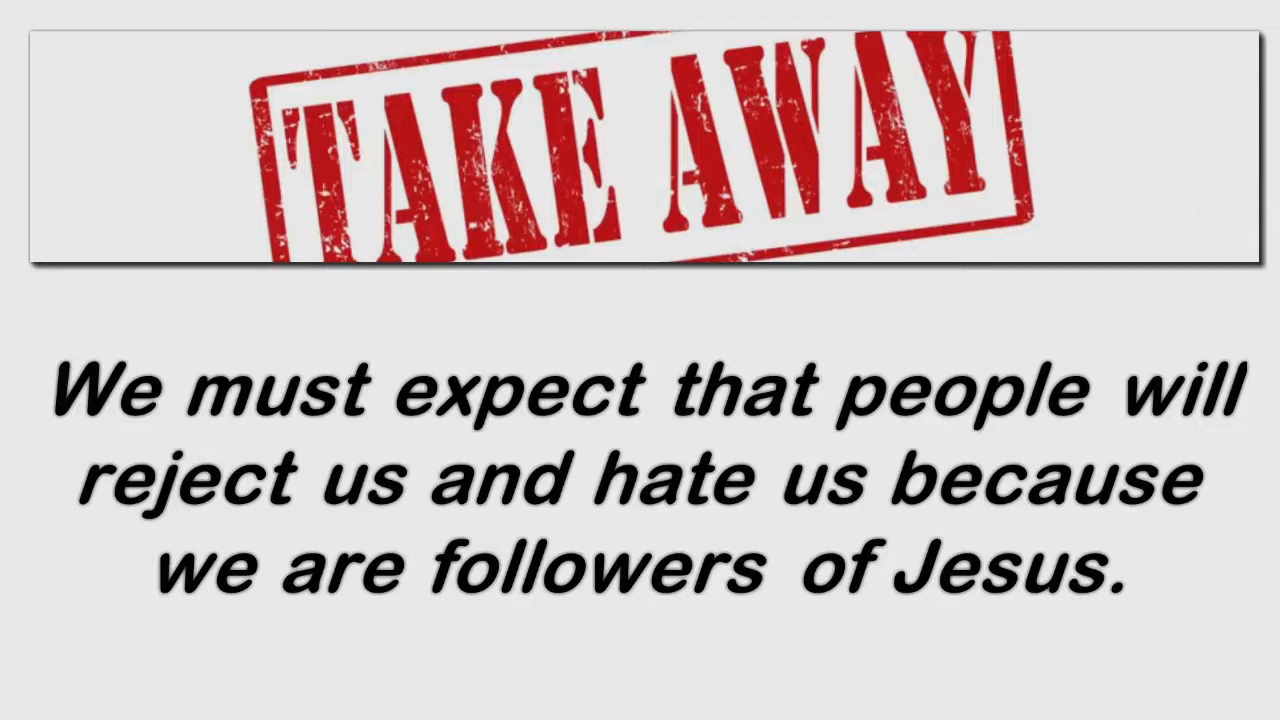 TAKE AWAY
We must expect that people will
reject us and hate us because
we are followers of Jesus.